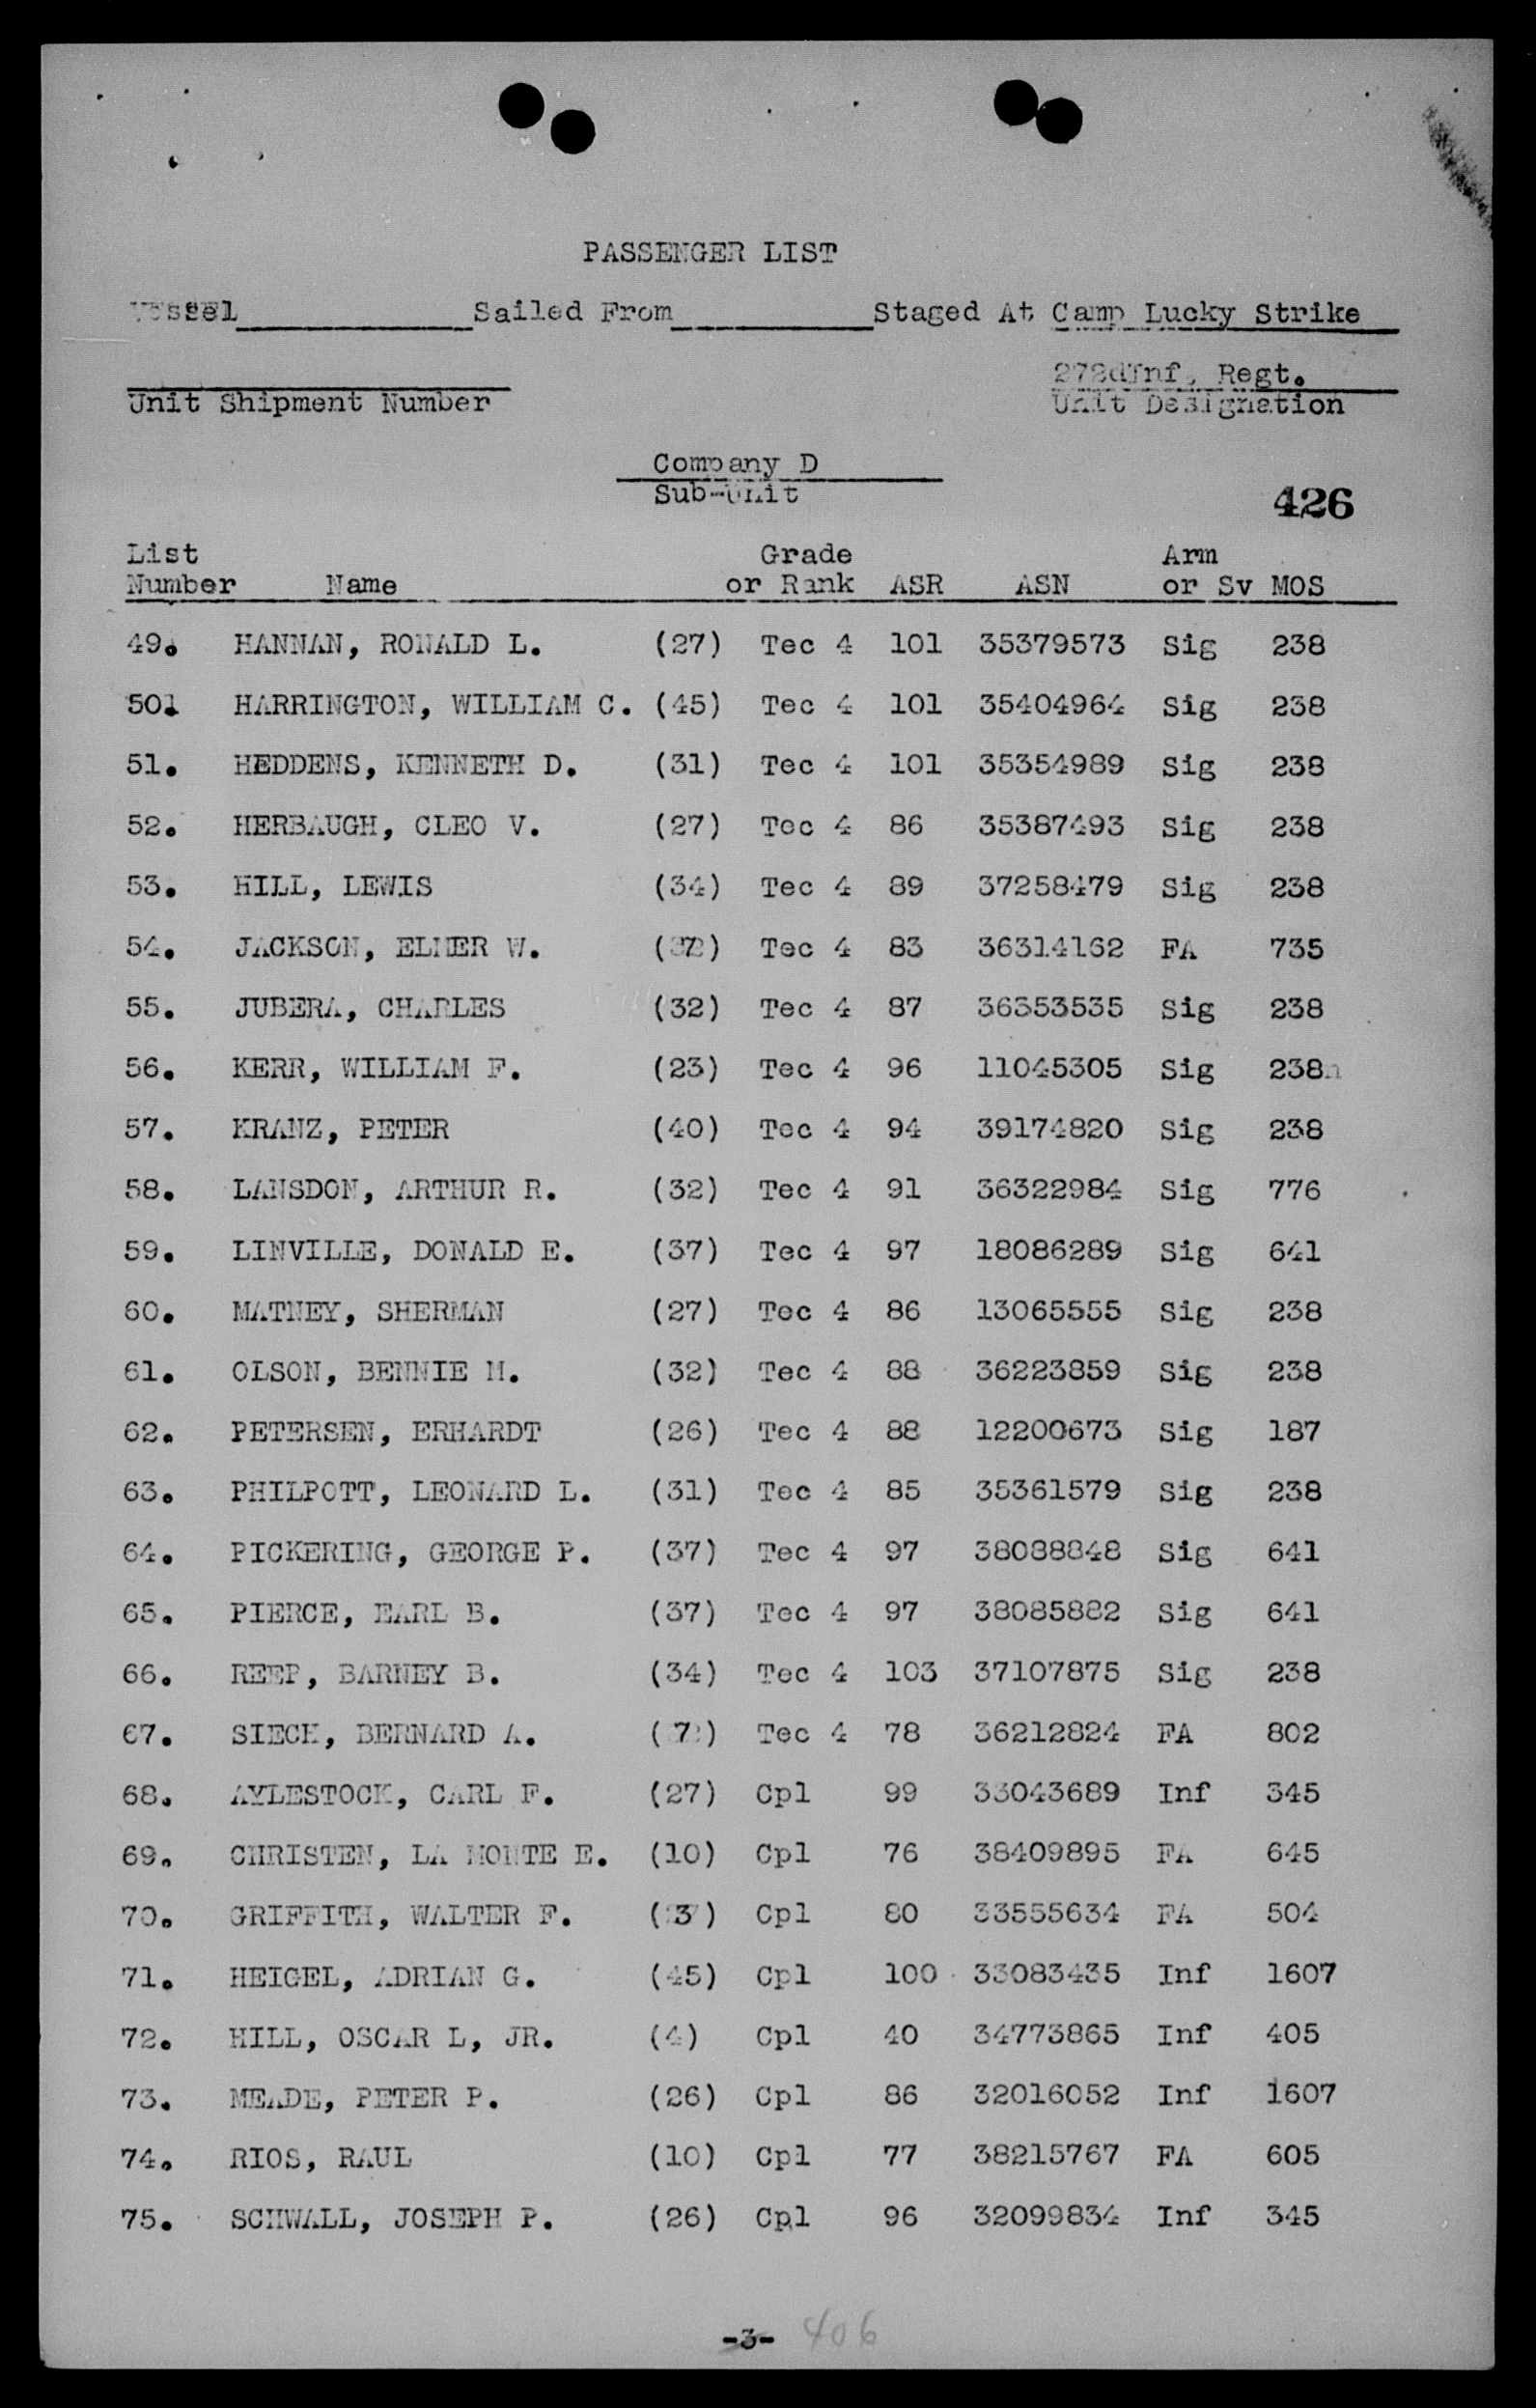 PASSENGER LIST
Vessel Sailed From Staged At Camp Lucky Strike
272dInf. Regt.
Unit Shipment Number Unit Designation
Company D
Sub-Unit
426
List Grade Arm
Number Name or Rank ASR ASN or Sv MOS
49. HANNAN, RONALD L. (27) Tec 4 101 35379573 Sig 238
50. HARRINGTON, WILLIAM C. (45) Tec 4 101 35404964 Sig 238
51. HEDDENS, KENNETH D. (31) Tec 4 101 35354989 Sig 238
52. HERBAUGH, CLEO V. (27) Tec 4 86 35387493 Sig 238
53. HILL, LEWIS (34) Tec 4 89 37258479 Sig 238
54. JACKSON, ELMER W. Tec 4 83 36314162 FA 735
55. JUBERA, CHARLES (32) Tec 4 87 36353535 Sig 238
56. KERR, WILLIAM F. (23) Tec 4 96 11045305 Sig 238
57. KRANZ, PETER (40) Tec 4 94 39174820 Sig 238
58. LANSDON, ARTHUR R. (32) Tec 4 91 36322984 Sig 776
59. LINVILLE, DONALD E. (37) Tec 4 97 18086289 Sig 641
60. MATNEY, SHERMAN (27) Tec 4 86 13065555 Sig 238
61. OLSON, BENNIE M. (32) Tec 4 88 36223859 Sig 238
62. PETERSEN, ERHARDT (26) Tec 4 88 12200673 Sig 187
63. PHILPOTT, LEONARD L. (31) Tec 4 85 35361579 Sig 238
64. PICKERING, GEORGE P. (37) Tec 4 97 38088848 Sig 641
65. PIERCE, EARL B. (37) Tec 4 97 38085882 Sig 641
66. REEP, BARNEY B. (34) Tec 4 103 37107875 Sig 238
67. SIECK, BERNARD A. Tec 4 78 36212824 FA 802
68. AYLESTOCK, CARL F. (27) Cpl 99 33043689 Inf 345
69. CHRISTEN, LA MONTE E. (10) Cpl 76 38409895 FA 645
70. GRIFFITH, WALTER F. Cpl 80 33555634 FA 504
71. HEIGEL, ADRIAN G. (45) Cpl 100 33083435 Inf 1607
72. HILL, OSCAR L, JR. (4) Cpl 40 34773865 Inf 405
73. MEADE, PETER P. (26) Cpl 86 32016052 Inf 1607
74. RIOS, RAUL (10) Cpl 77 38215767 FA 605
75. SCHWALL, JOSEPH P. (26) Cpl 96 32099834 Inf 345
-3- 406